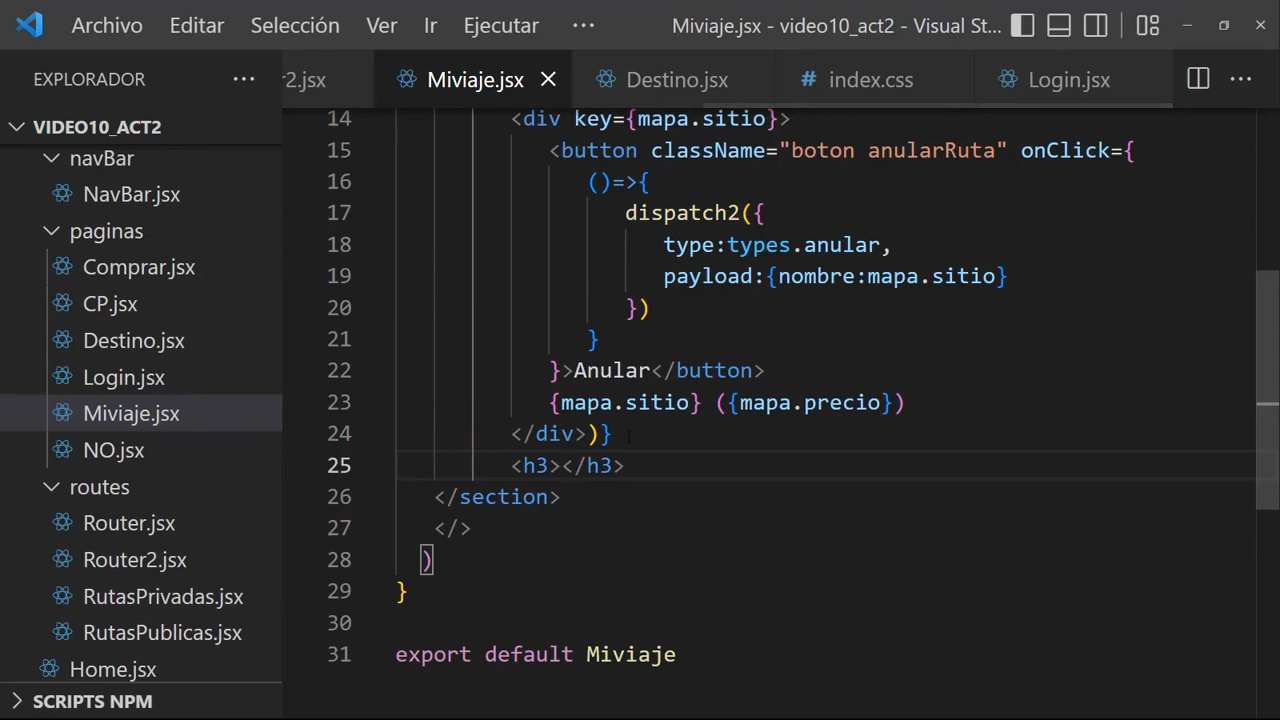 Archivo Editar Selección Ver Ir Ejecutar ··· Miviaje.jsx - video10_act2 - Visual St...
EXPLORADOR ···
r2.jsx Miviaje.jsx Destino.jsx # index.css Login.jsx ···
VIDEO10_ACT2
navBar
NavBar.jsx
paginas
Comprar.jsx
CP.jsx
Destino.jsx
Login.jsx
Miviaje.jsx
NO.jsx
routes
Router.jsx
Router2.jsx
RutasPrivadas.jsx
RutasPublicas.jsx
Home.jsx
SCRIPTS NPM
14 <div key={mapa.sitio}>
15 <button className="boton anularRuta" onClick={
16 ()=>{
17 dispatch2({
18 type:types.anular,
19 payload:{nombre:mapa.sitio}
20 })
21 }
22 }>Anular</button>
23 {mapa.sitio} ({mapa.precio})
24 </div>)}
25 <h3></h3>
26 </section>
27 </>
28 )
29 }
30
31 export default Miviaje